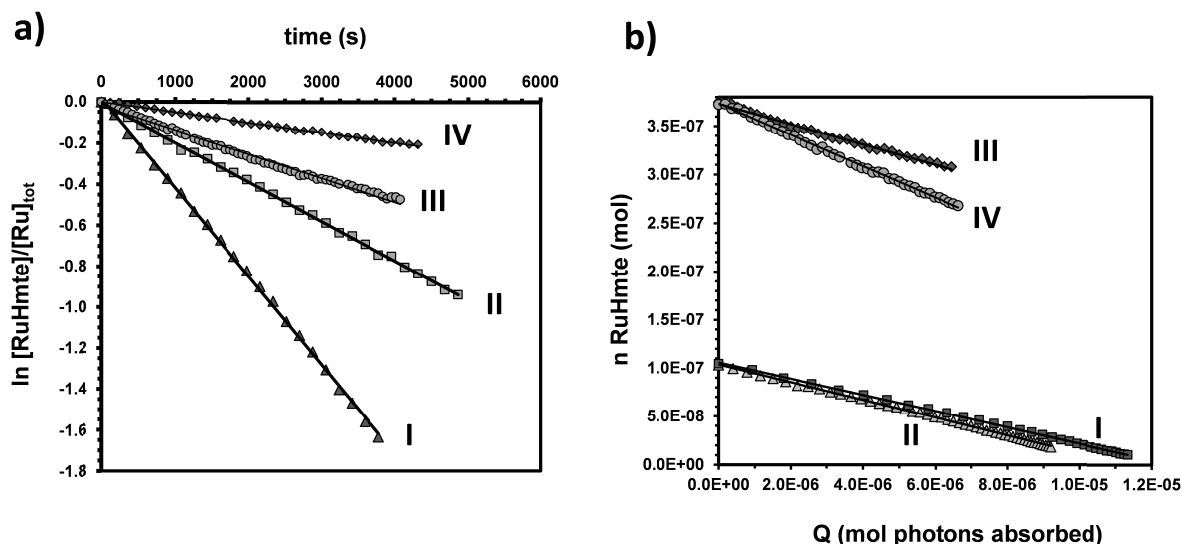 a)
time (s)
0 1000 2000 3000 4000 5000 6000
0.0
-0.2
-0.4
-0.6
-0.8
-1.0
-1.2
-1.4
-1.6
-1.8
ln [RuHmte]/[Ru]tot
IV
III
II
I
b)
3.5E-07
3.0E-07
2.5E-07
2.0E-07
1.5E-07
1.0E-07
5.0E-08
0.0E+00
n RuHmte (mol)
III
IV
I
II
0.0E+00 2.0E-06 4.0E-06 6.0E-06 8.0E-06 1.0E-05 1.2E-05
Q (mol photons absorbed)